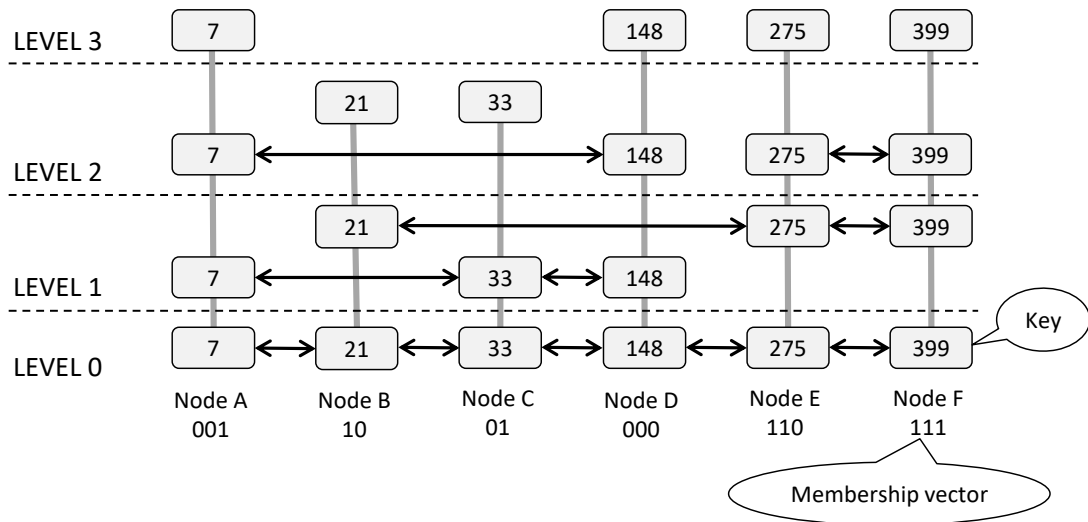 LEVEL 3
7
148
275
399
21
33
LEVEL 2
7
148
275
399
21
275
399
LEVEL 1
7
33
148
Key
LEVEL 0
7
21
33
148
275
399
Node A
Node B
Node C
Node D
Node E
Node F
001
10
01
000
110
111
Membership vector